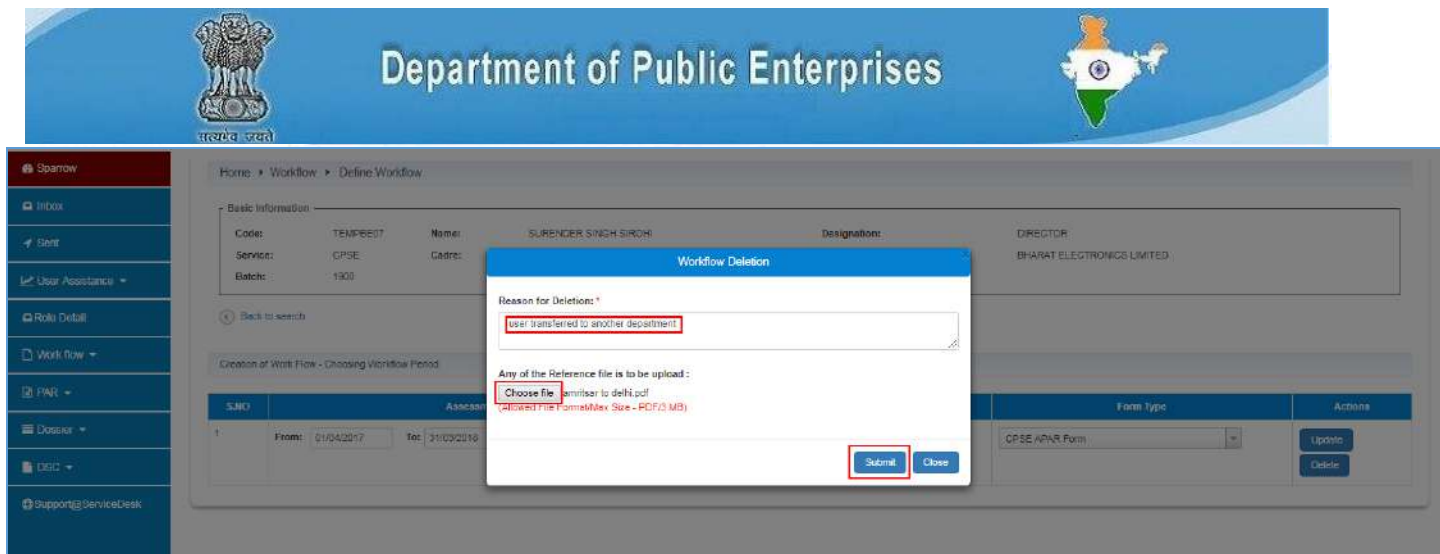 Department of Public Enterprises
सत्यमेव जयते
Sparrow
Inbox
Sent
User Assistance
Role Detail
Work flow
PAR
Dossier
DSC
Support@ServiceDesk
Home Workflow Define Workflow
Basic Information
Code: TEMPBE07 Name: SURENDER SINGH SIROHI Designation: DIRECTOR
Service: CPSE Cadre: BHARAT ELECTRONICS LIMITED
Batch: 1900
Back to search
Creation of Work Flow - Choosing Workflow Period
S.NO Form Type Actions
1 From: 01/04/2017 To: 31/03/2018 CPSE APAR Form Update
Delete
Workflow Deletion
Reason for Deletion: *
user transferred to another department
Any of the Reference file is to be upload :
Choose file amritsar to delhi.pdf
(Allowed File Format/Max Size - PDF/3 MB)
Submit Close